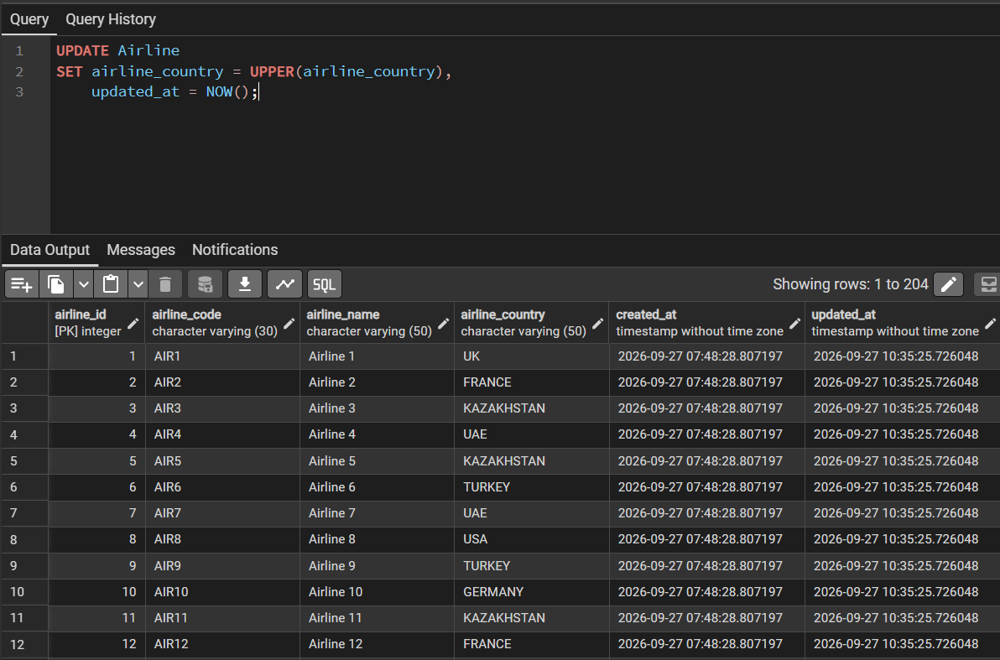 Query Query History
1 UPDATE Airline
2 SET airline_country = UPPER(airline_country),
3 updated_at = NOW();
Data Output Messages Notifications
SQL Showing rows: 1 to 204
airline_id airline_code airline_name airline_country created_at updated_at
[PK] integer character varying (30) character varying (50) character varying (50) timestamp without time zone timestamp without time zone
1 1 AIR1 Airline 1 UK 2026-09-27 07:48:28.807197 2026-09-27 10:35:25.726048
2 2 AIR2 Airline 2 FRANCE 2026-09-27 07:48:28.807197 2026-09-27 10:35:25.726048
3 3 AIR3 Airline 3 KAZAKHSTAN 2026-09-27 07:48:28.807197 2026-09-27 10:35:25.726048
4 4 AIR4 Airline 4 UAE 2026-09-27 07:48:28.807197 2026-09-27 10:35:25.726048
5 5 AIR5 Airline 5 KAZAKHSTAN 2026-09-27 07:48:28.807197 2026-09-27 10:35:25.726048
6 6 AIR6 Airline 6 TURKEY 2026-09-27 07:48:28.807197 2026-09-27 10:35:25.726048
7 7 AIR7 Airline 7 UAE 2026-09-27 07:48:28.807197 2026-09-27 10:35:25.726048
8 8 AIR8 Airline 8 USA 2026-09-27 07:48:28.807197 2026-09-27 10:35:25.726048
9 9 AIR9 Airline 9 TURKEY 2026-09-27 07:48:28.807197 2026-09-27 10:35:25.726048
10 10 AIR10 Airline 10 GERMANY 2026-09-27 07:48:28.807197 2026-09-27 10:35:25.726048
11 11 AIR11 Airline 11 KAZAKHSTAN 2026-09-27 07:48:28.807197 2026-09-27 10:35:25.726048
12 12 AIR12 Airline 12 FRANCE 2026-09-27 07:48:28.807197 2026-09-27 10:35:25.726048